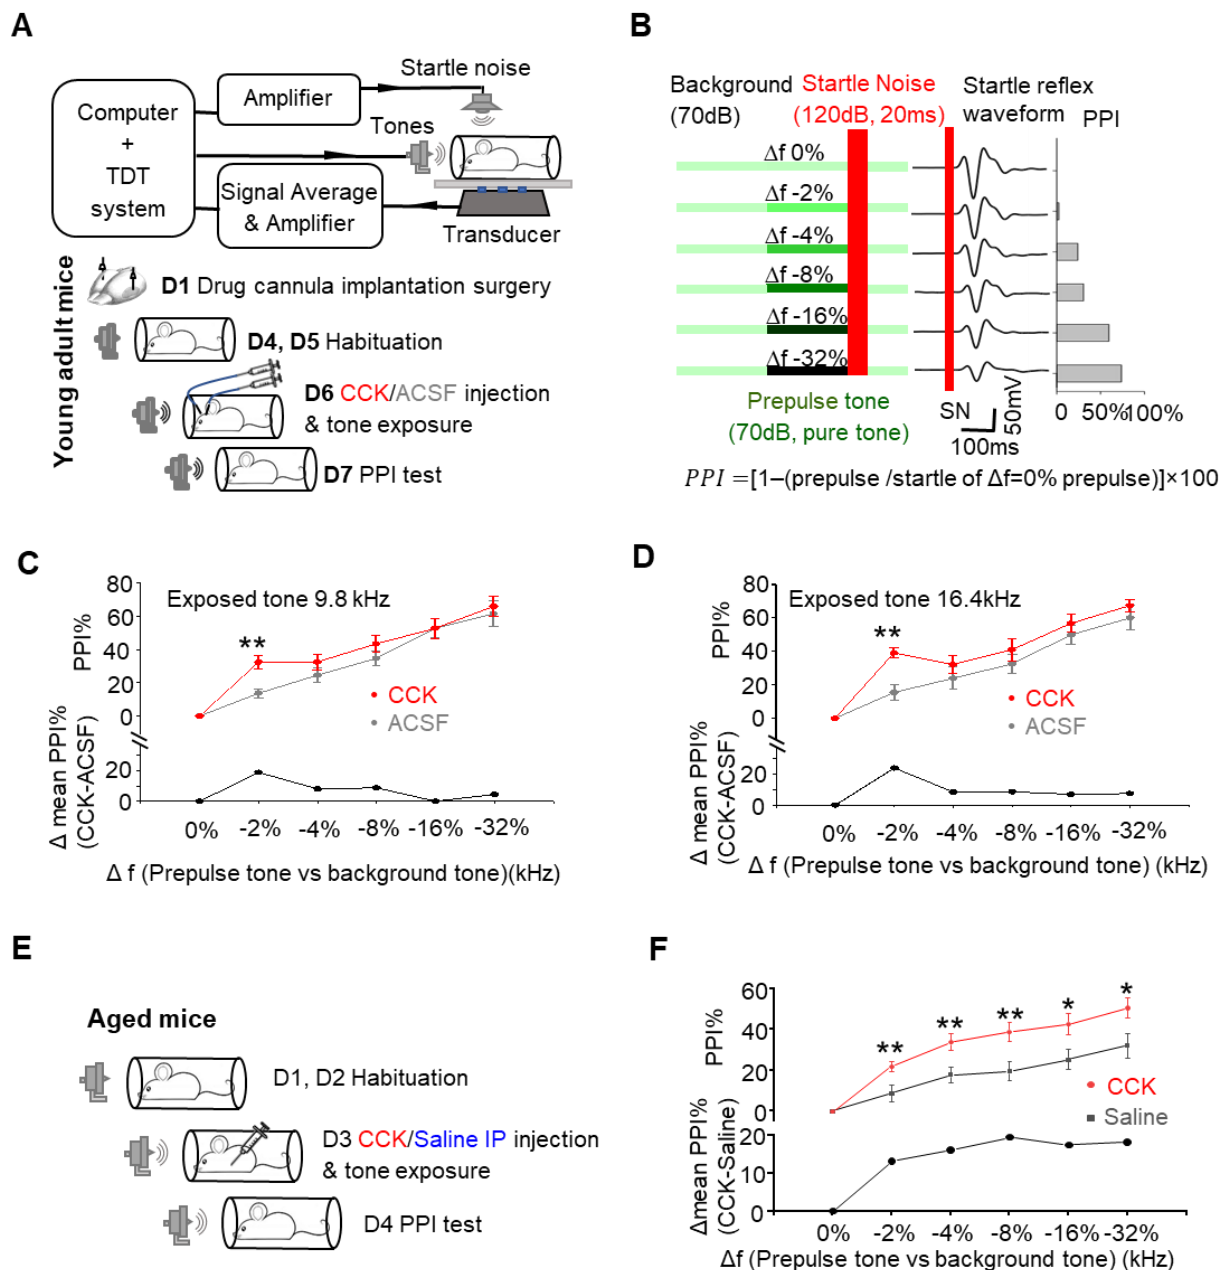 A
Startle noise
Computer
+
TDT
system
Amplifier
Tones
Signal Average
& Amplifier
Transducer
Young adult mice
D1 Drug cannula implantation surgery
D4, D5 Habituation
D6 CCK/ACSF injection
& tone exposure
D7 PPI test
B
Background
(70dB)
Startle Noise
(120dB, 20ms)
Startle reflex
waveform
PPI
Δf 0%
Δf -2%
Δf -4%
Δf -8%
Δf -16%
Δf -32%
Prepulse tone
(70dB, pure tone)
SN
100ms
50mV
0 50% 100%
PPI =[1–(prepulse /startle of Δf=0% prepulse)]×100
C
Exposed tone 9.8 kHz
PPI%
80
60
40
20
0
**
CCK
ACSF
Δ mean PPI%
(CCK-ACSF)
20
0
0% -2% -4% -8% -16% -32%
Δ f (Prepulse tone vs background tone)(kHz)
D
Exposed tone 16.4kHz
PPI%
80
60
40
20
0
**
CCK
ACSF
Δ mean PPI%
(CCK-ACSF)
20
0
0% -2% -4% -8% -16% -32%
Δ f (Prepulse tone vs background tone) (kHz)
E
Aged mice
D1, D2 Habituation
D3 CCK/Saline IP injection
& tone exposure
D4 PPI test
F
PPI%
60
40
20
0
** ** ** * *
CCK
Saline
Δmean PPI%
(CCK-Saline)
20
10
0
0% -2% -4% -8% -16% -32%
Δf (Prepulse tone vs background tone) (kHz)